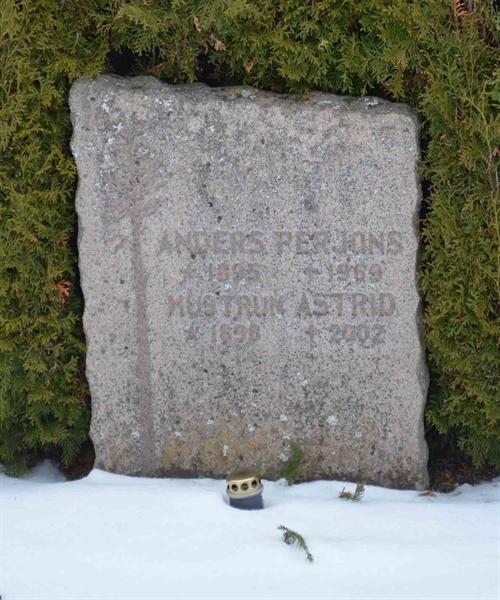 ANDERS PERJONS
* 1895 † 1969
HUSTRUN ASTRID
* 1898 † 2002